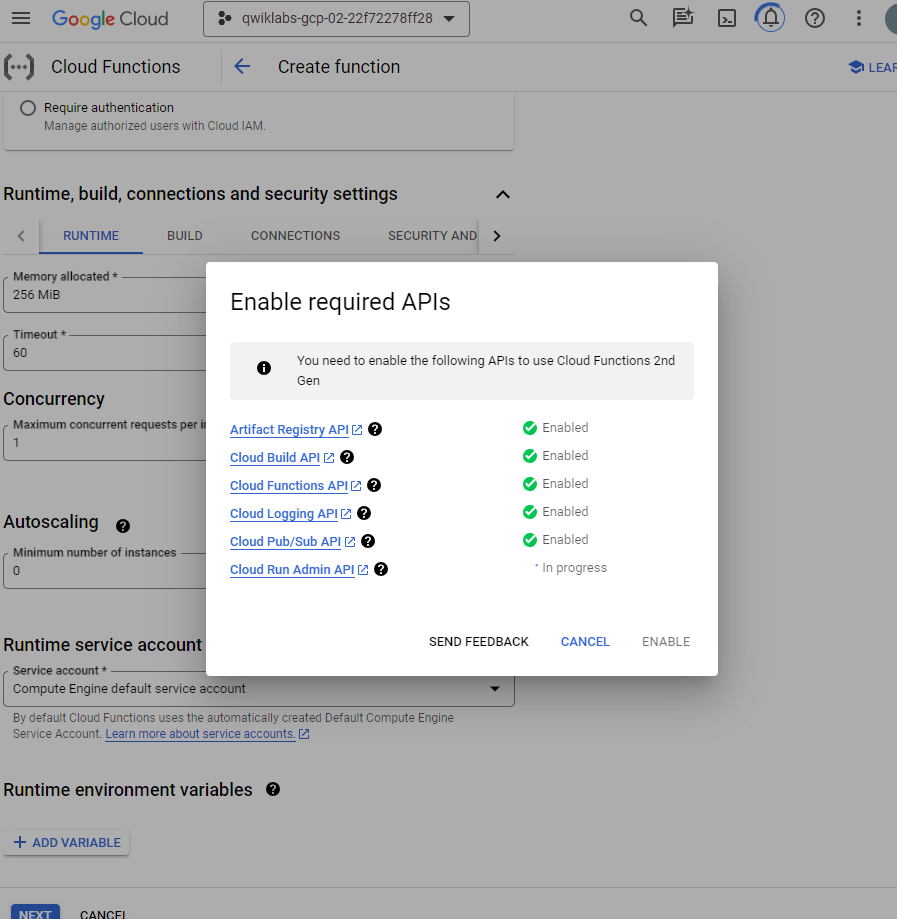 Google Cloud
qwiklabs-gcp-02-22f72278ff28
Cloud Functions
Create function
LEAR
Require authentication
Manage authorized users with Cloud IAM.
Runtime, build, connections and security settings
RUNTIME
BUILD
CONNECTIONS
SECURITY AND
Memory allocated *
256 MiB
Timeout *
60
Concurrency
Maximum concurrent requests per in
1
Autoscaling
Minimum number of instances
0
Runtime service account
Service account *
Compute Engine default service account
By default Cloud Functions uses the automatically created Default Compute Engine
Service Account. Learn more about service accounts.
Runtime environment variables
ADD VARIABLE
NEXT
CANCEL
Enable required APIs
You need to enable the following APIs to use Cloud Functions 2nd
Gen
Artifact Registry API Enabled
Cloud Build API Enabled
Cloud Functions API Enabled
Cloud Logging API Enabled
Cloud Pub/Sub API Enabled
Cloud Run Admin API In progress
SEND FEEDBACK
CANCEL
ENABLE